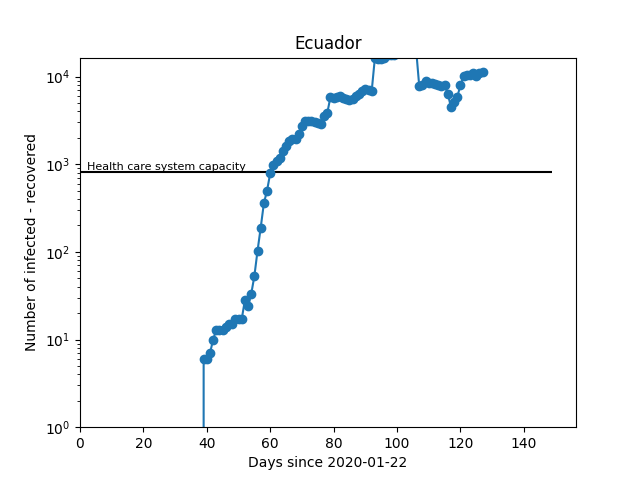 Ecuador
10^4
10^3
10^2
10^1
10^0
Number of infected - recovered
Health care system capacity
0 20 40 60 80 100 120 140
Days since 2020-01-22